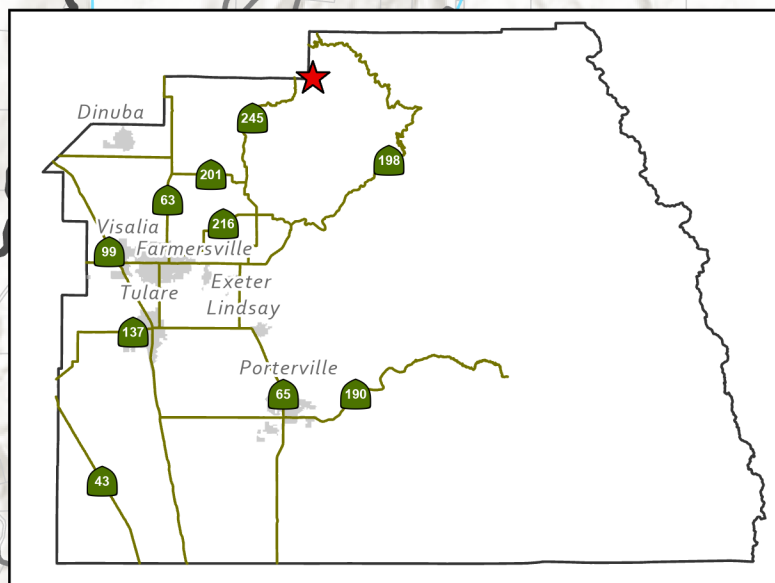 Dinuba
245
198
201
63
216
Visalia
99
Farmersville
Exeter
Tulare
Lindsay
137
Porterville
65
190
43